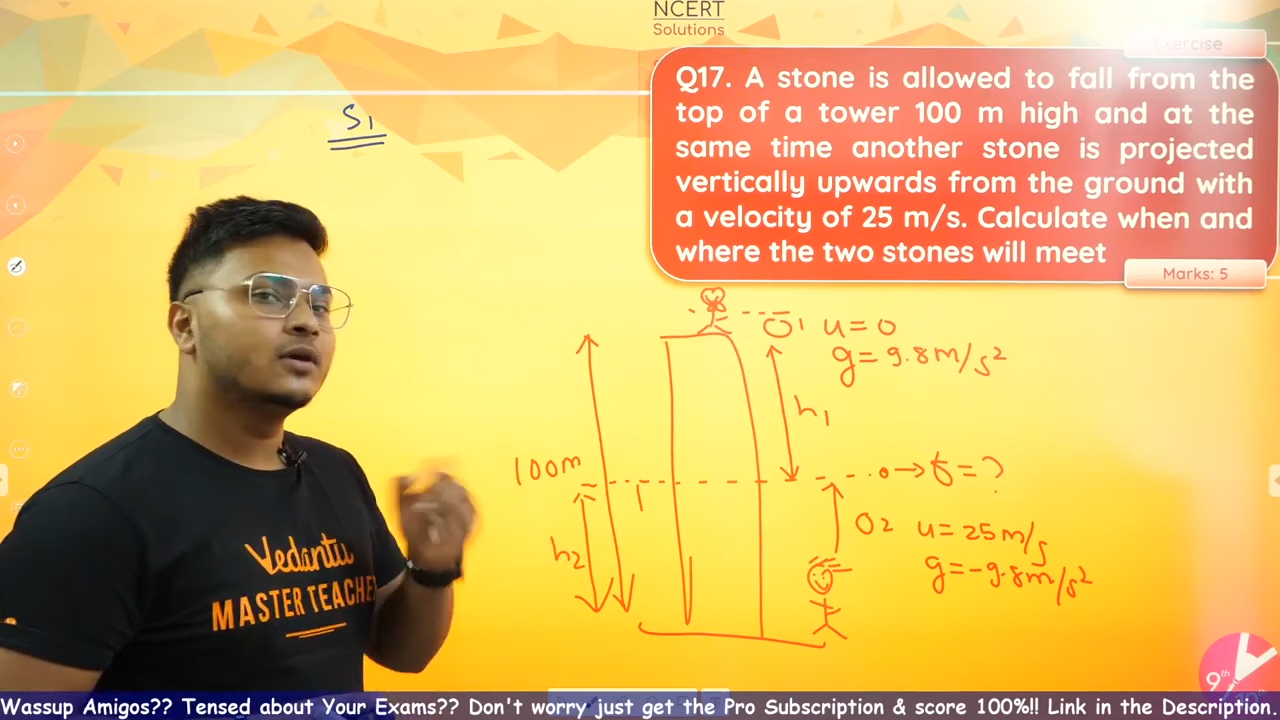 NCERT
Solutions
Exercise
Q17. A stone is allowed to fall from the
top of a tower 100 m high and at the
same time another stone is projected
vertically upwards from the ground with
a velocity of 25 m/s. Calculate when and
where the two stones will meet
Marks: 5
S1
O1 u = 0
g = 9.8 m/s²
h1
100m
t = ?
h2
O2 u = 25 m/s
g = -9.8 m/s²
Vedantu
MASTER TEACHER
9th
Wassup Amigos?? Tensed about Your Exams?? Don't worry just get the Pro Subscription & score 100%!! Link in the Description.